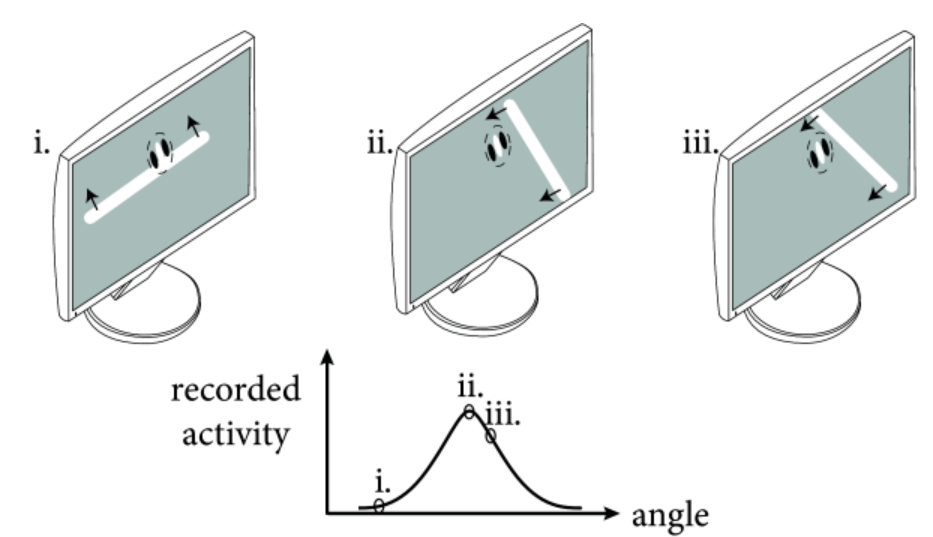 i.
ii.
iii.
recorded
activity
ii.
iii.
i.
angle